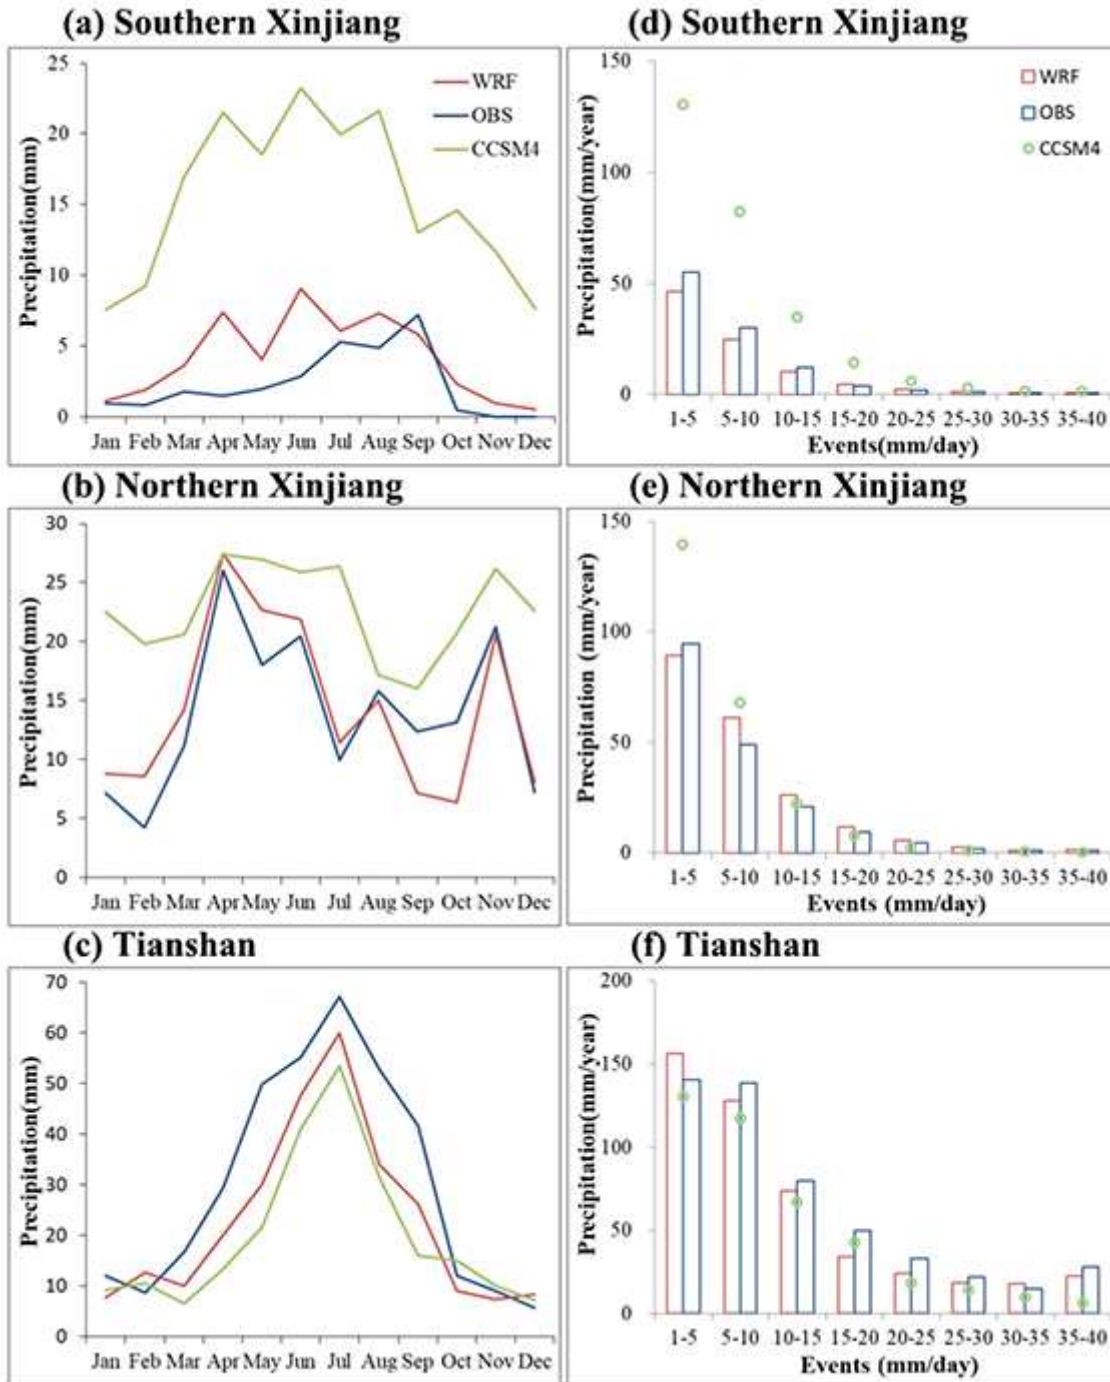 (a) Southern Xinjiang
25
20
15
10
5
0
Precipitation(mm)
WRF
OBS
CCSM4
Jan Feb Mar Apr May Jun Jul Aug Sep Oct Nov Dec
(d) Southern Xinjiang
150
100
50
0
Precipitation(mm/year)
WRF
OBS
CCSM4
1-5 5-10 10-15 15-20 20-25 25-30 30-35 35-40
Events(mm/day)
(b) Northern Xinjiang
30
25
20
15
10
5
0
Precipitation(mm)
Jan Feb Mar Apr May Jun Jul Aug Sep Oct Nov Dec
(e) Northern Xinjiang
150
100
50
0
Precipitation (mm/year)
1-5 5-10 10-15 15-20 20-25 25-30 30-35 35-40
Events (mm/day)
(c) Tianshan
70
60
50
40
30
20
10
0
Precipitation(mm)
Jan Feb Mar Apr May Jun Jul Aug Sep Oct Nov Dec
(f) Tianshan
200
150
100
50
0
Precipitation(mm/year)
1-5 5-10 10-15 15-20 20-25 25-30 30-35 35-40
Events (mm/day)